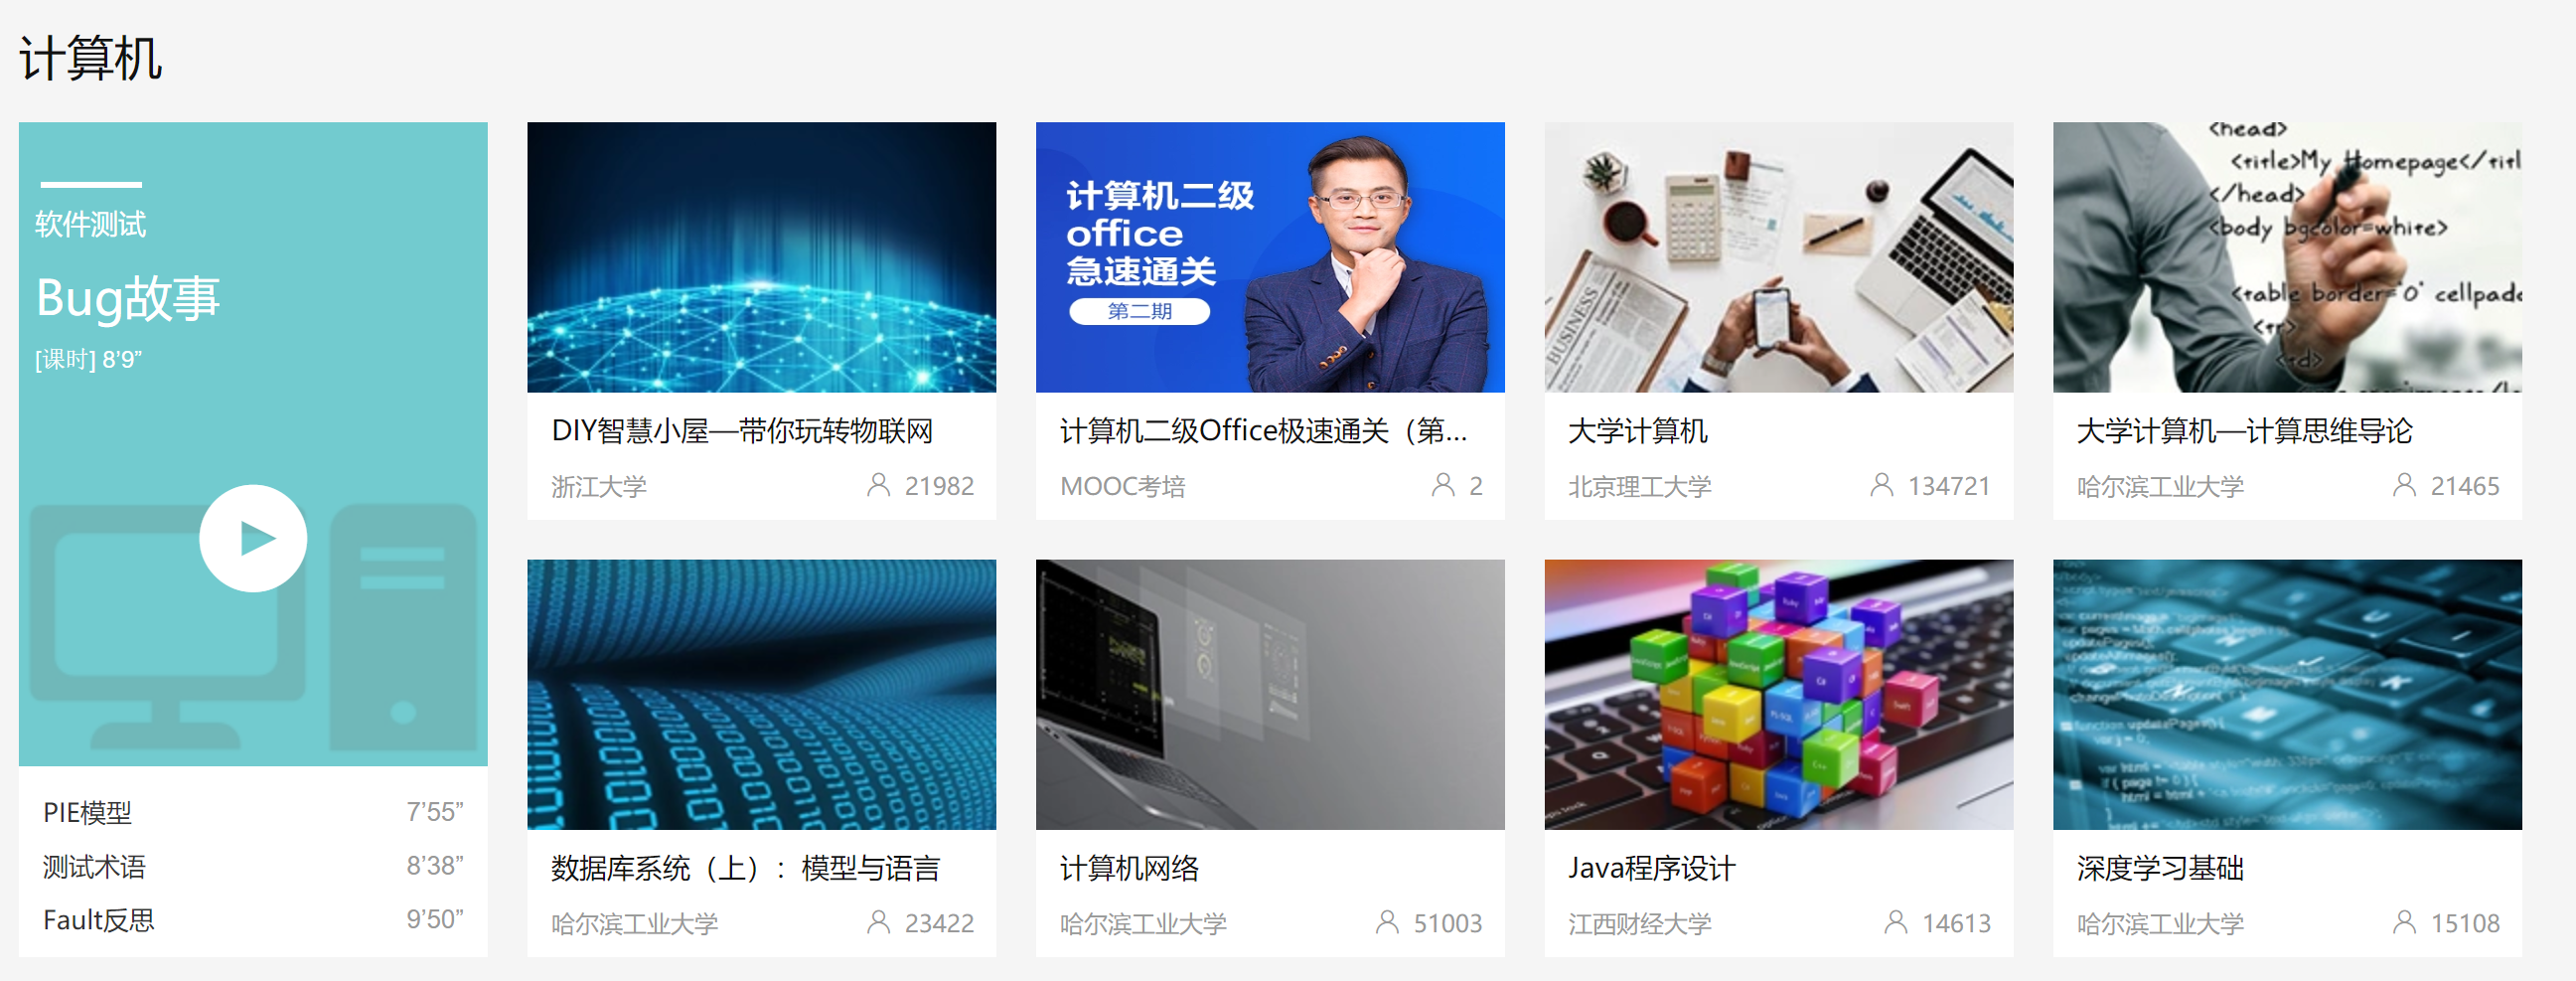 计算机
软件测试
Bug故事
[课时] 8’9”
PIE模型 7’55”
测试术语 8’38”
Fault反思 9’50”
计算机二级
office
急速通关
第二期
<head>
<title>My Homepage</titl
</head>
<body bgcolor=white>
<table border='0' cellpad
<tr>
<td>
DIY智慧小屋—带你玩转物联网
浙江大学 21982
计算机二级Office极速通关（第...
MOOC考培 2
大学计算机
北京理工大学 134721
大学计算机—计算思维导论
哈尔滨工业大学 21465
BUSINESS
数据库系统（上）：模型与语言
哈尔滨工业大学 23422
计算机网络
哈尔滨工业大学 51003
Java程序设计
江西财经大学 14613
深度学习基础
哈尔滨工业大学 15108